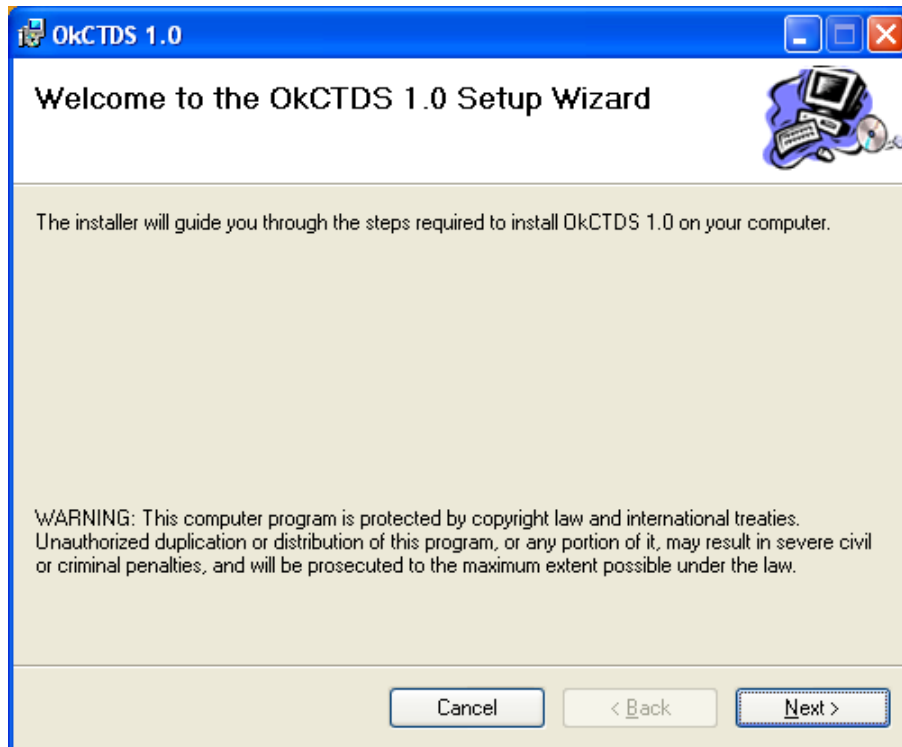 OkCTDS 1.0
Welcome to the OkCTDS 1.0 Setup Wizard
The installer will guide you through the steps required to install OkCTDS 1.0 on your computer.
WARNING: This computer program is protected by copyright law and international treaties.
Unauthorized duplication or distribution of this program, or any portion of it, may result in severe civil
or criminal penalties, and will be prosecuted to the maximum extent possible under the law.
Cancel
< Back
Next >